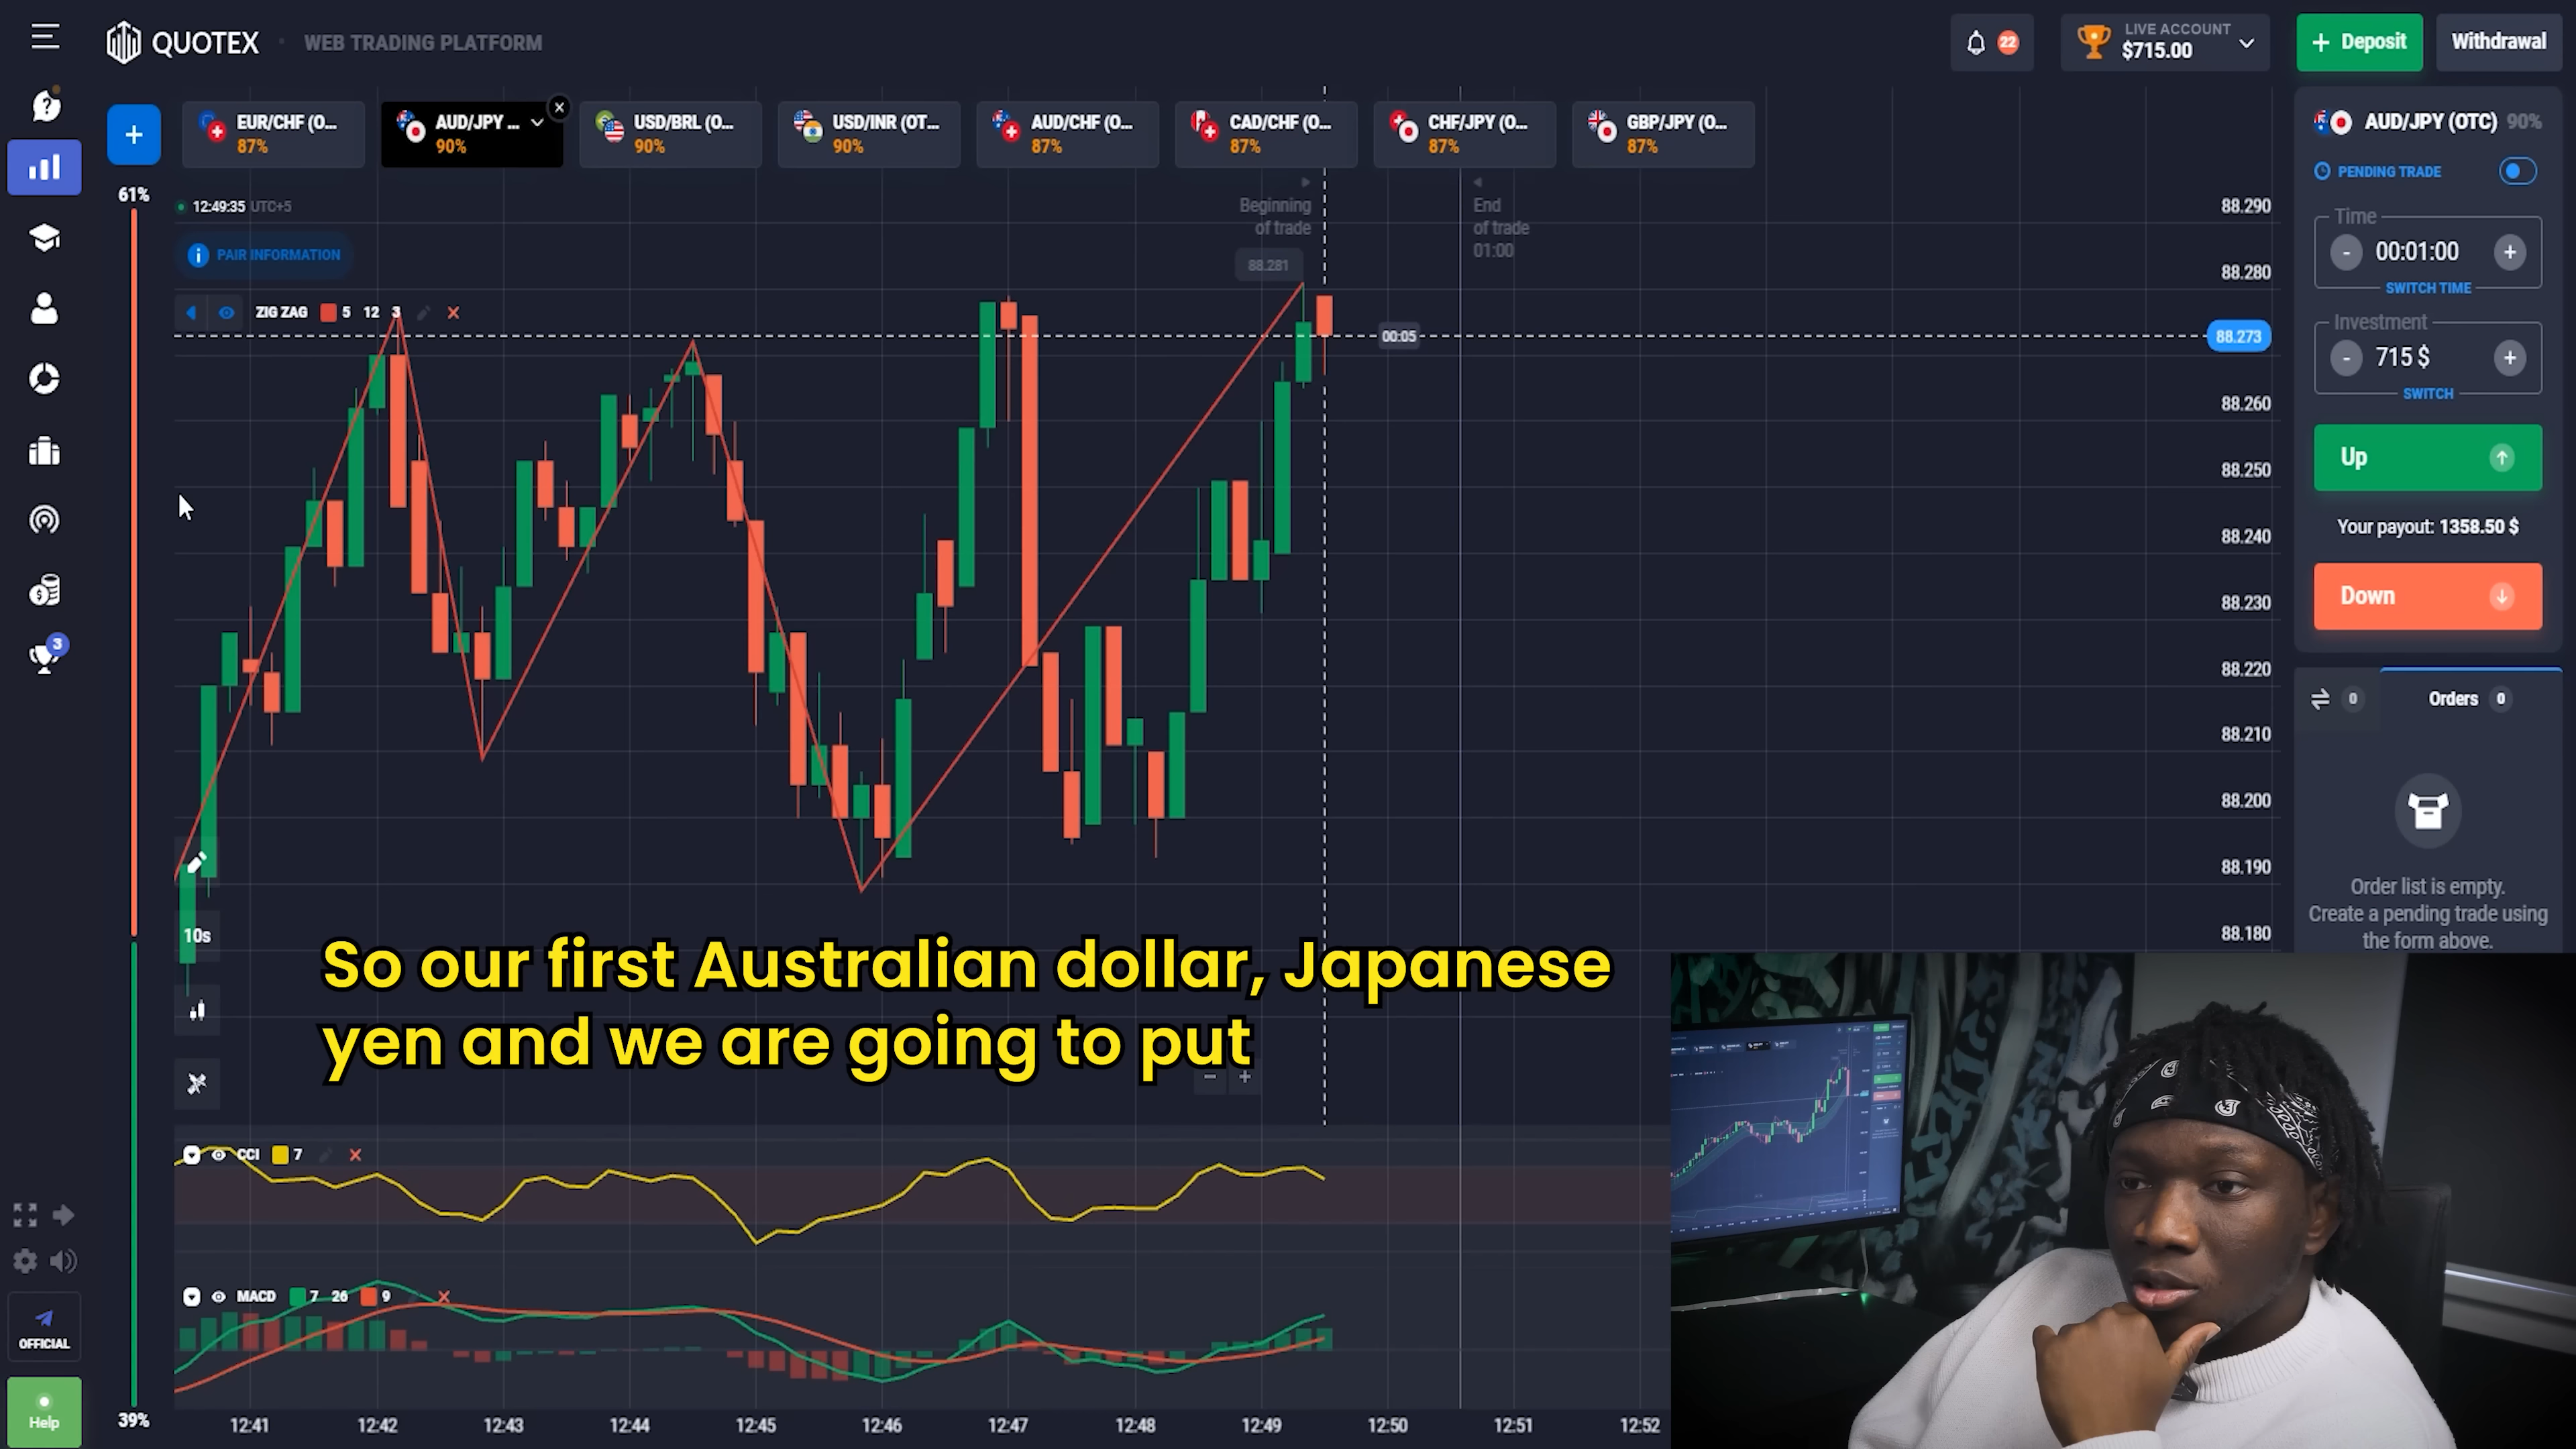 QUOTEX
WEB TRADING PLATFORM
22
LIVE ACCOUNT
$715.00
+ Deposit
Withdrawal
EUR/CHF (O...
87%
AUD/JPY ...
90%
USD/BRL (O...
90%
USD/INR (OT...
90%
AUD/CHF (O...
87%
CAD/CHF (O...
87%
CHF/JPY (O...
87%
GBP/JPY (O...
87%
AUD/JPY (OTC) 90%
PENDING TRADE
Time
- 00:01:00 +
SWITCH TIME
Investment
- 715 $ +
SWITCH
Up
Your payout: 1358.50 $
Down
0
Orders 0
Order list is empty.
Create a pending trade using
the form above.
61%
12:49:35 UTC+5
PAIR INFORMATION
ZIG ZAG 5 12 3
Beginning
of trade
End
of trade
01:00
88.281
00:05
88.290
88.280
88.273
88.260
88.250
88.240
88.230
88.220
88.210
88.200
88.190
88.180
3
10s
So our first Australian dollar, Japanese
yen and we are going to put
CCI 7
MACD 7 26 9
OFFICIAL
Help
39%
12:41 12:42 12:43 12:44 12:45 12:46 12:47 12:48 12:49 12:50 12:51 12:52